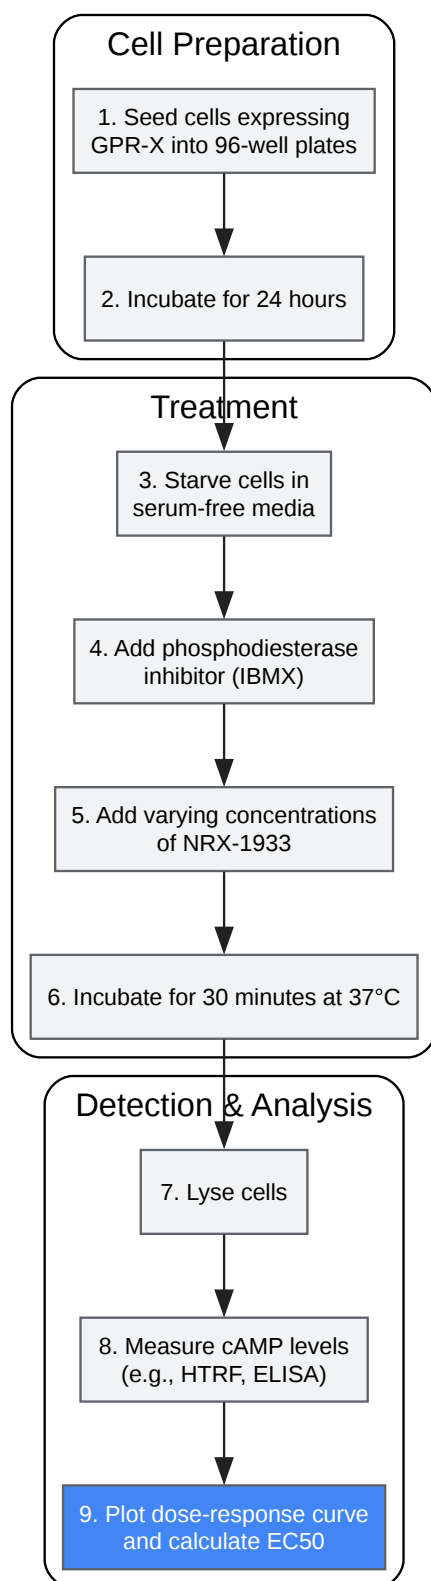 Cell Preparation
1. Seed cells expressing
GPR-X into 96-well plates
2. Incubate for 24 hours
Treatment
3. Starve cells in
serum-free media
4. Add phosphodiesterase
inhibitor (IBMX)
5. Add varying concentrations
of NRX-1933
6. Incubate for 30 minutes at 37°C
Detection & Analysis
7. Lyse cells
8. Measure cAMP levels
(e.g., HTRF, ELISA)
9. Plot dose-response curve
and calculate EC50